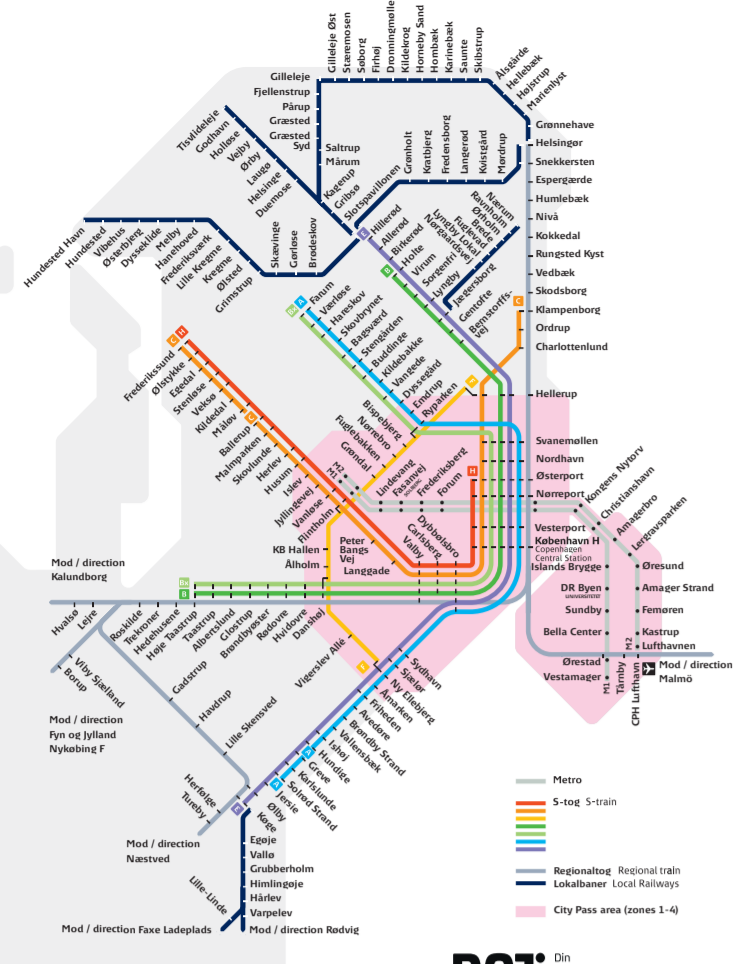 Gilleleje Øst
Stæremosen
Søborg
Firhøj
Dronningmølle
Kildekrog
Horneby Sand
Hornbæk
Karinebæk
Saunte
Skibstrup
Ålsgårde
Hellebæk
Højstrup
Marienlyst
Gilleleje
Fjellenstrup
Pårup
Græsted
Græsted
Syd
Saltrup
Mårum
Kagerup
Gribsø
Slotspavillonen
Tisvildeleje
Godhavn
Holløse
Vejby
Ørby
Laugø
Helsinge
Duemose
Grønholt
Kratbjerg
Fredensborg
Langerød
Kvistgård
Mørdrup
Grønnehave
Helsingør
Snekkersten
Espergærde
Humlebæk
Nivå
Kokkedal
Rungsted Kyst
Vedbæk
Skodsborg
Klampenborg
Ordrup
Charlottenlund
Hellerup
Svanemøllen
Nordhavn
Østerport
Nørreport
Vesterport
København H
Copenhagen
Central Station
Hundested Havn
Hundested
Vibehus
Østerbjerg
Dysseklide
Melby
Hanehoved
Frederiksværk
Lille Kregme
Kregme
Ølsted
Grimstrup
Skævinge
Gørløse
Brødeskov
E
Hillerød
Allerød
Birkerød
Holte
Virum
Sorgenfri
Lyngby
Jægersborg
Gentofte
Bernstorffs-
vej
Nærum
Ravnholm
Ørholm
Brede
Fuglevad
Lyngby Lokal
Nørgaardsvej
B
C
Bx
A
Farum
Værløse
Hareskov
Skovbrynet
Bagsværd
Stengården
Buddinge
Kildebakke
Vangede
Dyssegård
Emdrup
Ryparken
F
Bispebjerg
Nørrebro
Fuglebakken
Grøndal
C
H
Frederikssund
Ølstykke
Egedal
Stenløse
Veksø
Kildedal
Måløv
C
Ballerup
Malmparken
Skovlunde
Herlev
Husum
Islev
Jyllingevej
Vanløse
Flintholm
M2
M1
Lindevang
Fasanvej
SOLBJERG
Frederiksberg
Forum
H
Kongens Nytorv
Christianshavn
Amagerbro
Lergravsparken
Øresund
Amager Strand
Femøren
Kastrup
M2
Lufthavnen
Islands Brygge
DR Byen
UNIVERSITETET
Sundby
Bella Center
Ørestad
Vestamager
M1
Tårnby
CPH Lufthavn
Mod / direction
Malmö
KB Hallen
Ålholm
Peter
Bangs
Vej
Langgade
Valby
Carlsberg
Dybbølsbro
Mod / direction
Kalundborg
Bx
B
Hvalsø
Lejre
Roskilde
Trekroner
Hedehusene
Høje Taastrup
Taastrup
Albertslund
Glostrup
Brøndbyøster
Rødovre
Hvidovre
Danshøj
Vigerslev Allé
F
Viby Sjælland
Borup
Gadstrup
Havdrup
Lille Skensved
Mod / direction
Fyn og Jylland
Nykøbing F
Sydhavn
Sjælør
Ny Ellebjerg
Åmarken
Friheden
Avedøre
Brøndby Strand
Vallensbæk
Ishøj
Hundige
A
Greve
Karlslunde
Solrød Strand
A
Jersie
Ølby
Køge
E
Herfølge
Tureby
Mod / direction
Næstved
Egøje
Vallø
Grubberholm
Himlingøje
Hårlev
Varpelev
Lille-Linde
Mod / direction Faxe Ladeplads
Mod / direction Rødvig
Metro
S-tog S-train
Regionaltog Regional train
Lokalbaner Local Railways
City Pass area (zones 1-4)
Din